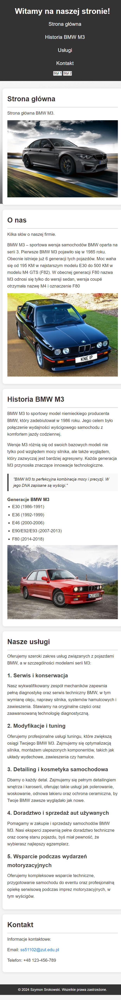 Witamy na naszej stronie!
Strona główna
Historia BMW M3
Usługi
Kontakt
Styl 1 Styl 2
Strona główna
Strona główna BMW M3.
O nas
Kilka słów o naszej firmie.
BMW M3 – sportowa wersja samochodów BMW oparta na
serii 3. Pierwsze BMW M3 pojawiło się w 1985 roku.
Obecnie istnieje już 6 generacji tych pojazdów. Moc waha
się od 195 KM w najstarszym modelu E30 do 500 KM w
modelu M4 GTS (F82). W obecnej generacji F80 nazwa
M3 odnosi się tylko do wersji sedan, wersja coupé
otrzymała nazwę M4 i oznaczenie F80
KNE IP
Historia BMW M3
BMW M3 to sportowy model niemieckiego producenta
BMW, który zadebiutował w 1986 roku. Jego celem było
połączenie wydajności wyścigowego samochodu z
komfortem jazdy codziennej.
Wersje M3 różnią się od swoich bazowych modeli nie
tylko pod względem mocy silnika, ale także wyglądem,
który zazwyczaj jest bardziej agresywny. Każda generacja
M3 przynosiła znaczące innowacje technologiczne.
"BMW M3 to perfekcyjna kombinacja mocy i precyzji. W
jego DNA zapisane są wyścigi."
Generacje BMW M3
E30 (1986-1991)
E36 (1992-1999)
E46 (2000-2006)
E90/E92/E93 (2007-2013)
F80 (2014-2018)
Nasze usługi
Oferujemy szeroki zakres usług związanych z pojazdami
BMW, a w szczególności modelami serii M3:
1. Serwis i konserwacja
Nasz wykwalifikowany zespół mechaników zapewnia
pełną diagnostykę oraz serwis techniczny BMW, w tym
wymianę oleju, naprawy silnika, systemów hamulcowych i
zawieszenia. Stawiamy na oryginalne części oraz
zaawansowaną technologię diagnostyczną.
2. Modyfikacje i tuning
Oferujemy profesjonalne usługi tuningu, które zwiększą
osiągi Twojego BMW M3. Zajmujemy się optymalizacją
silnika, montażem ulepszonych komponentów, takich jak
układy wydechowe, zawieszenia czy hamulce.
3. Detailing i kosmetyka samochodowa
Dbamy o każdy detal. Zajmujemy się pełnym detailingiem
wnętrza i karoserii, oferując takie usługi jak polerowanie,
woskowanie, odnowa lakieru oraz ochrona ceramiczna, by
Twoje BMW zawsze wyglądało jak nowe.
4. Doradztwo i sprzedaż aut używanych
Pomagamy w zakupie i sprzedaży samochodów BMW
M3. Nasi eksperci zapewnią pełne doradztwo techniczne
oraz ocenę stanu pojazdu, byś miał pewność, że
wybierasz najlepszy egzemplarz.
5. Wsparcie podczas wydarzeń
motoryzacyjnych
Oferujemy kompleksowe wsparcie techniczne,
przygotowanie samochodu do eventu oraz profesjonalną
opiekę serwisową podczas imprez motoryzacyjnych, w
tym wyścigów.
Kontakt
Informacje kontaktowe:
Email: ss51102@zut.edu.pl
Telefon: +48 123-456-789
© 2024 Szymon Srokowski. Wszelkie prawa zastrzeżone.